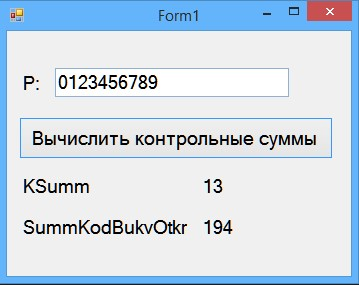 Form1
P: 0123456789
Вычислить контрольные суммы
KSumm 13
SummKodBukvOtkr 194